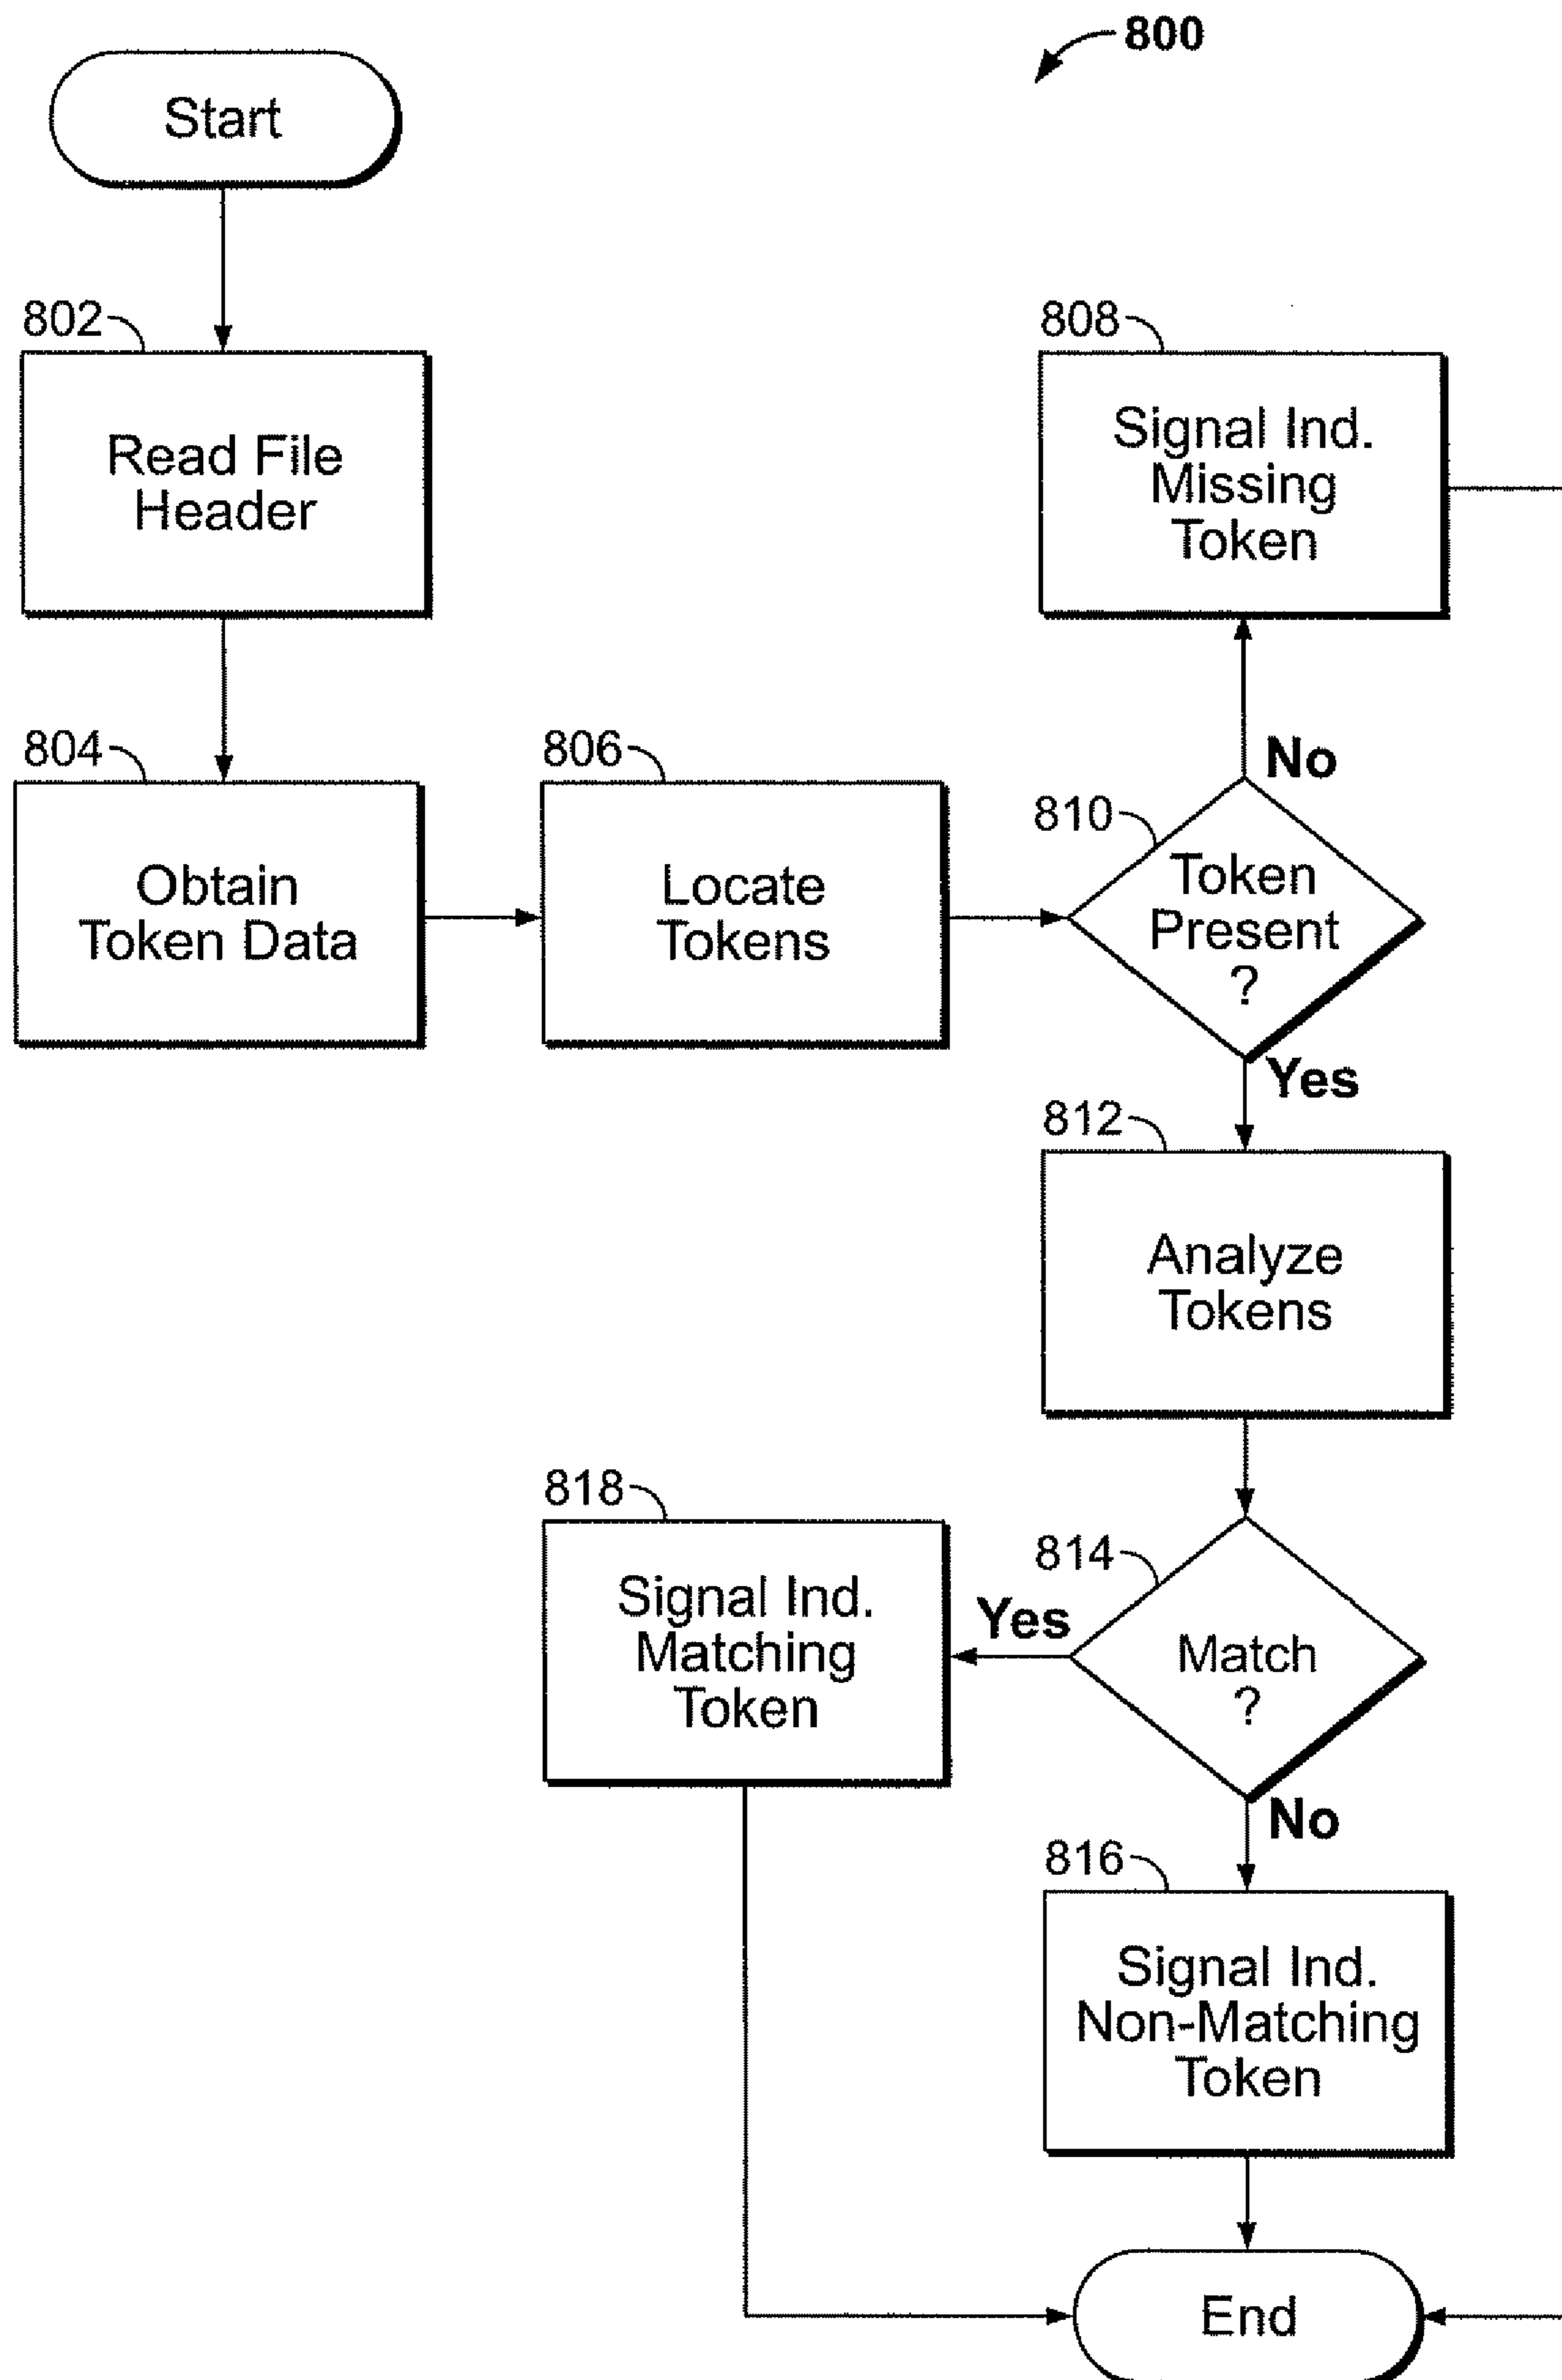 800
Start
802
Read File
Header
808
Signal Ind.
Missing
Token
804
Obtain
Token Data
806
Locate
Tokens
No
810
Token
Present
?
Yes
812
Analyze
Tokens
818
Signal Ind.
Matching
Token
Yes
814
Match
?
No
816
Signal Ind.
Non-Matching
Token
End